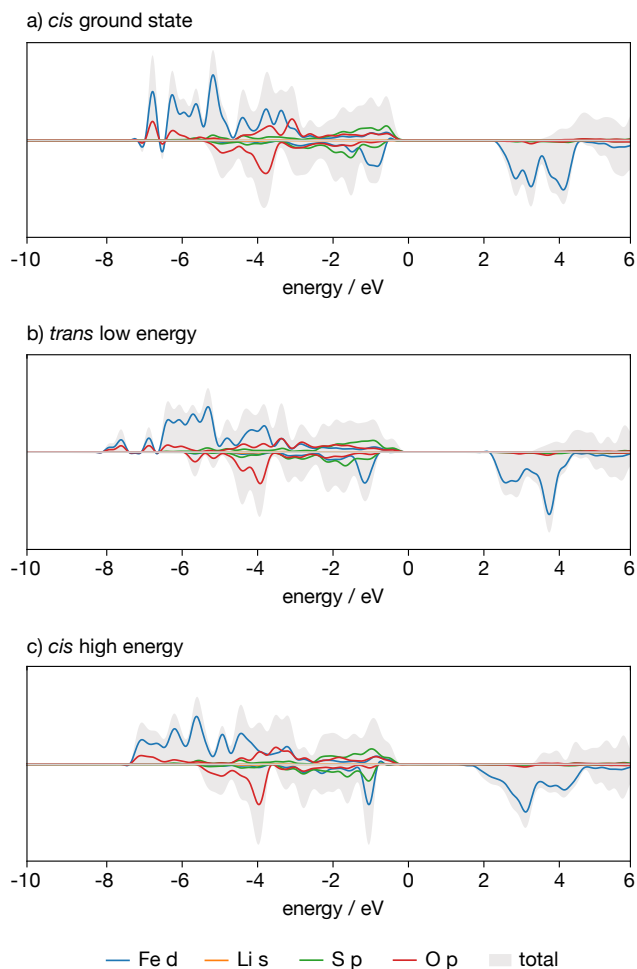 a) cis ground state
-10 -8 -6 -4 -2 0 2 4 6
energy / eV
b) trans low energy
-10 -8 -6 -4 -2 0 2 4 6
energy / eV
c) cis high energy
-10 -8 -6 -4 -2 0 2 4 6
energy / eV
Fe d Li s S p O p total